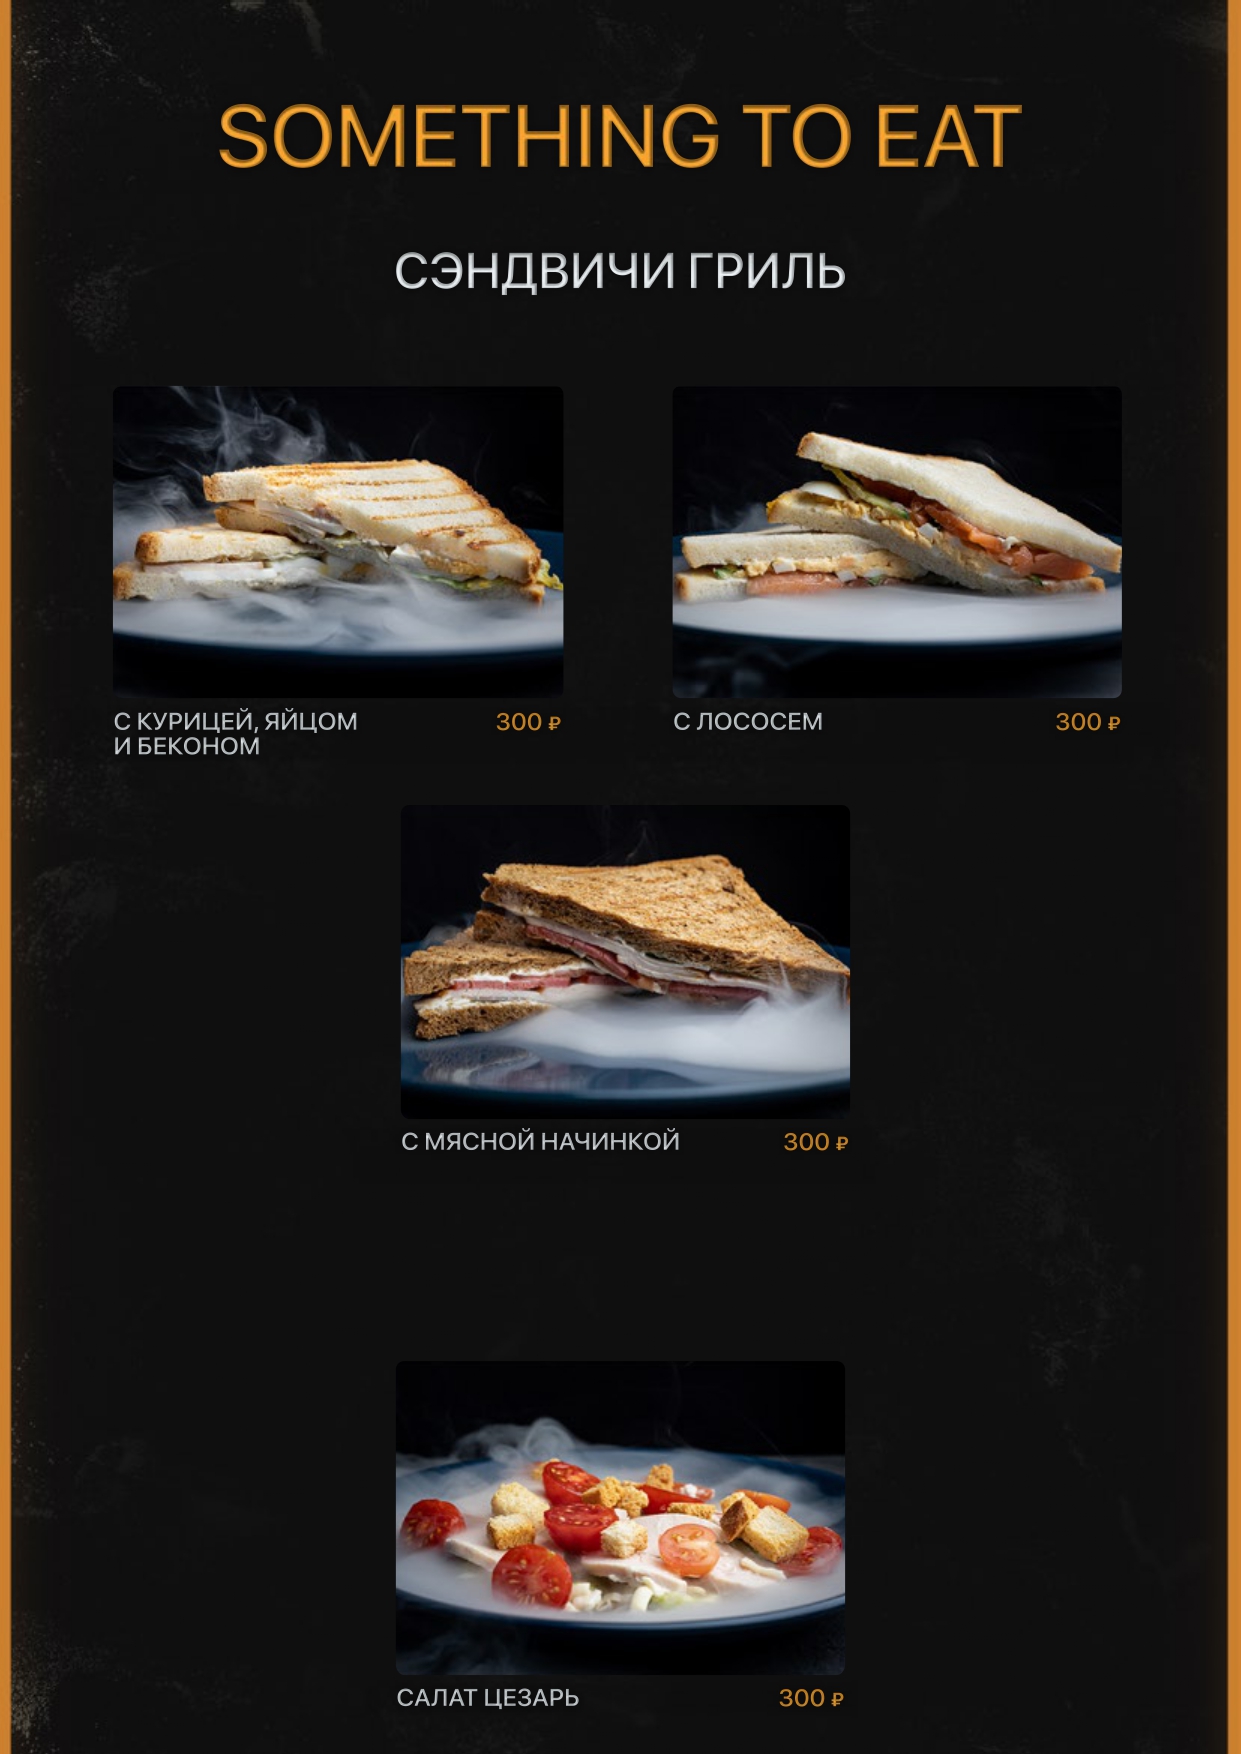 SOMETHING TO EAT
СЭНДВИЧИ ГРИЛЬ
С КУРИЦЕЙ, ЯЙЦОМ
И БЕКОНОМ
300 ₽
С ЛОСОСЕМ
300 ₽
С МЯСНОЙ НАЧИНКОЙ
300 ₽
САЛАТ ЦЕЗАРЬ
300 ₽